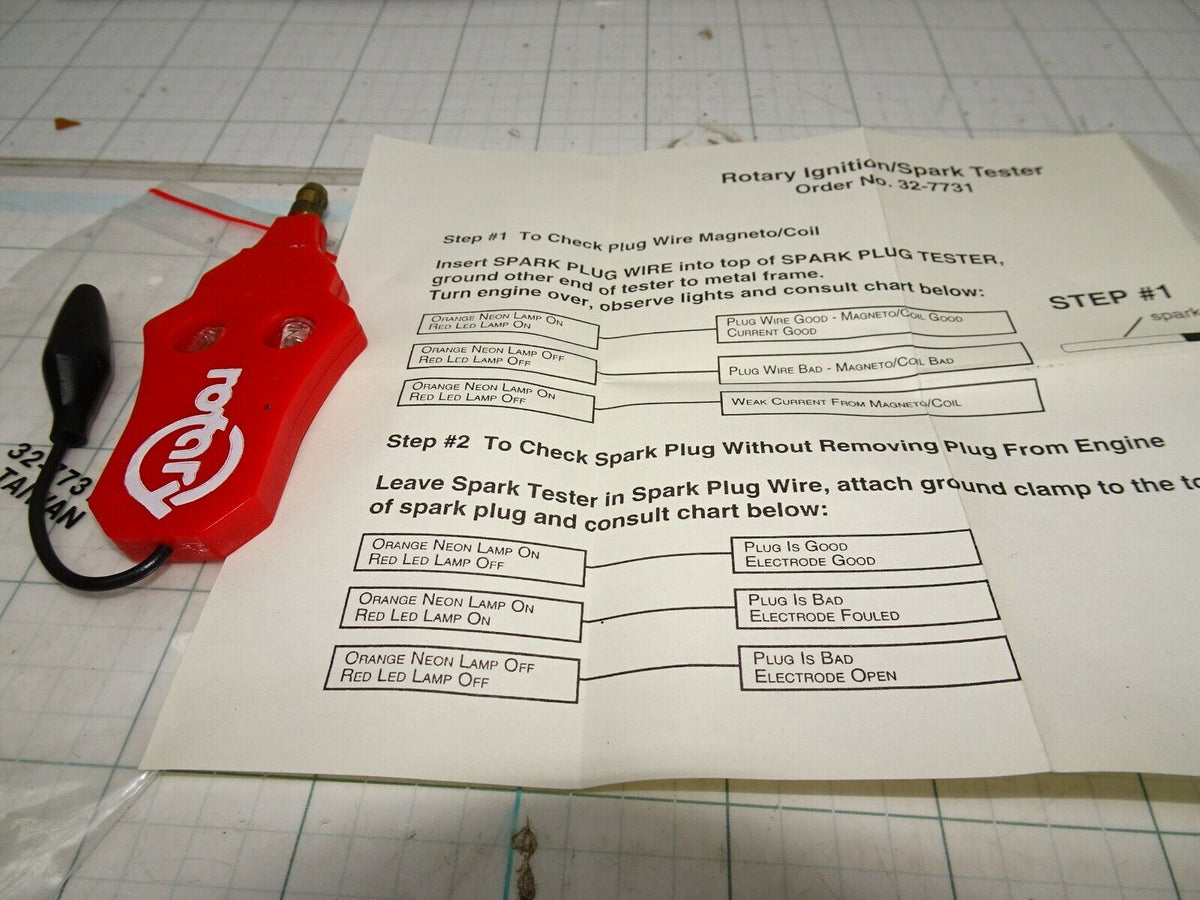 Rotary Ignition/Spark Tester
Order No. 32-7731
Step #1 To Check Plug Wire Magneto/Coil
Insert SPARK PLUG WIRE into top of SPARK PLUG TESTER,
ground other end of tester to metal frame.
Turn engine over, observe lights and consult chart below:
ORANGE NEON LAMP ON
RED LED LAMP ON
PLUG WIRE GOOD - MAGNETO/COIL GOOD
CURRENT GOOD
ORANGE NEON LAMP OFF
RED LED LAMP OFF
PLUG WIRE BAD - MAGNETO/COIL BAD
ORANGE NEON LAMP ON
RED LED LAMP OFF
WEAK CURRENT FROM MAGNETO/COIL
STEP #1
spark
Step #2 To Check Spark Plug Without Removing Plug From Engine
Leave Spark Tester in Spark Plug Wire, attach ground clamp to the to
of spark plug and consult chart below:
ORANGE NEON LAMP ON
RED LED LAMP OFF
PLUG IS GOOD
ELECTRODE GOOD
ORANGE NEON LAMP ON
RED LED LAMP ON
PLUG IS BAD
ELECTRODE FOULED
ORANGE NEON LAMP OFF
RED LED LAMP OFF
PLUG IS BAD
ELECTRODE OPEN
rotary
32-773
TAIWAN